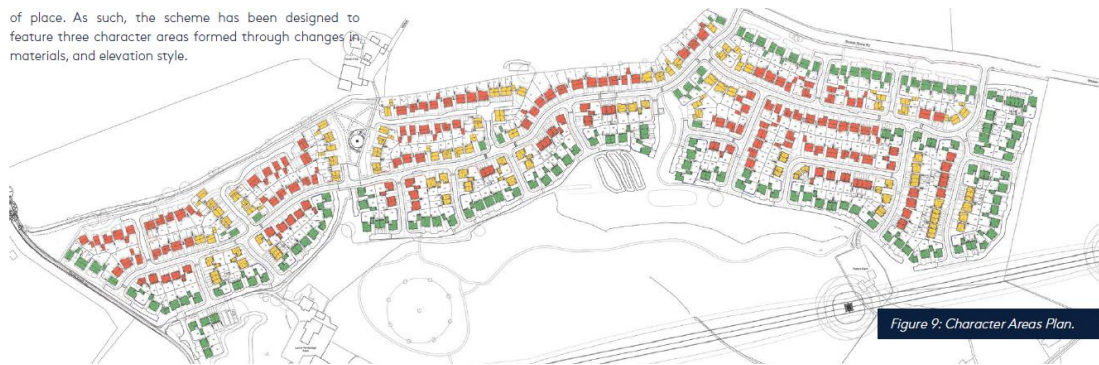 of place. As such, the scheme has been designed to
feature three character areas formed through changes in
materials, and elevation style.
Figure 9: Character Areas Plan.